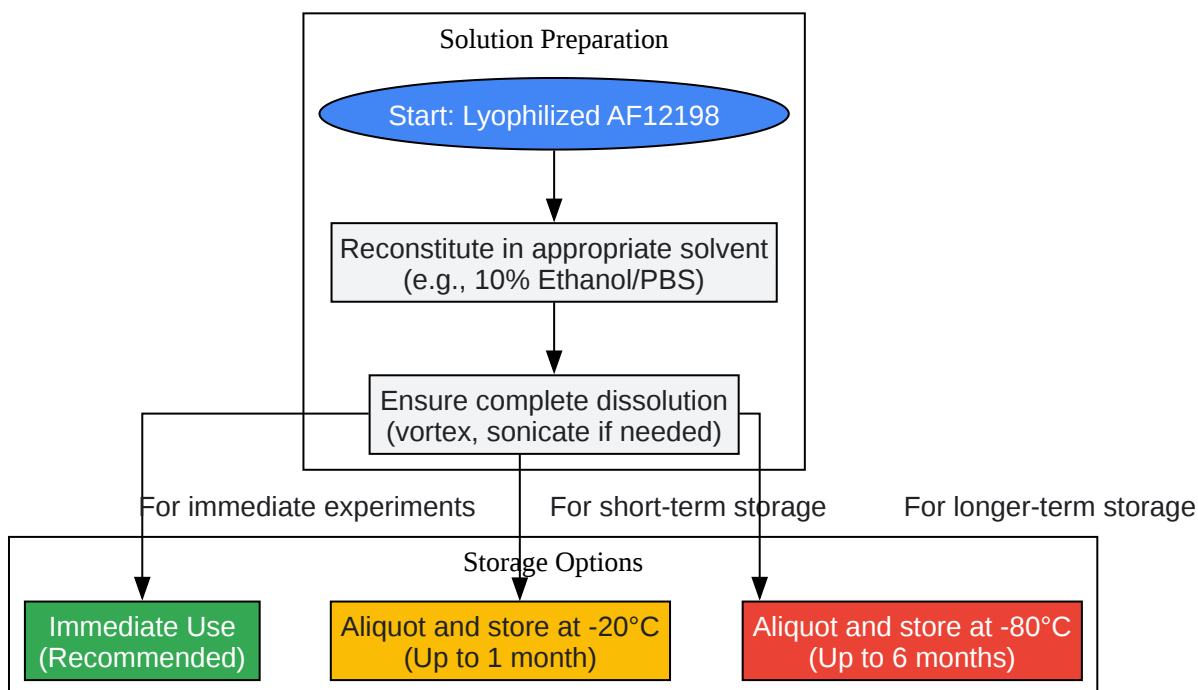 Solution Preparation
Start: Lyophilized AF12198
Reconstitute in appropriate solvent
(e.g., 10% Ethanol/PBS)
Ensure complete dissolution
(vortex, sonicate if needed)
For immediate experiments
For short-term storage
For longer-term storage
Storage Options
Immediate Use
(Recommended)
Aliquot and store at -20°C
(Up to 1 month)
Aliquot and store at -80°C
(Up to 6 months)